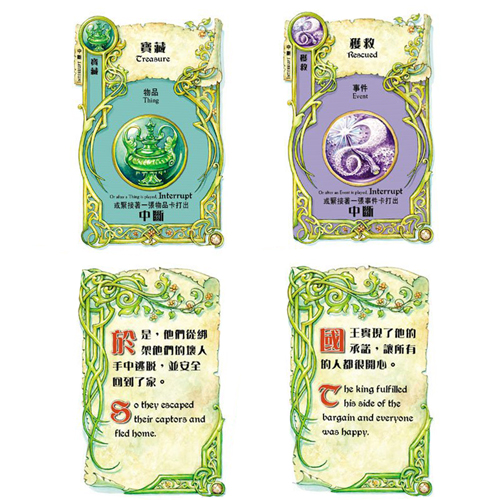 中斷
INTERRUPT
寶藏
寶藏
Treasure
物品
Thing
Or after a Thing is played, Interrupt
或緊接著一張物品卡打出
中斷
中斷
INTERRUPT
獲救
獲救
Rescued
事件
Event
Or after an Event is played, Interrupt
或緊接著一張事件卡打出
中斷
於是，他們從綁
架他們的壞人
手中逃脫，並安全
回到了家。
So they escaped
their captors and
fled home.
國王實現了他的
承諾，讓所有
的人都很開心。
The king fulfilled
his side of the
bargain and everyone
was happy.